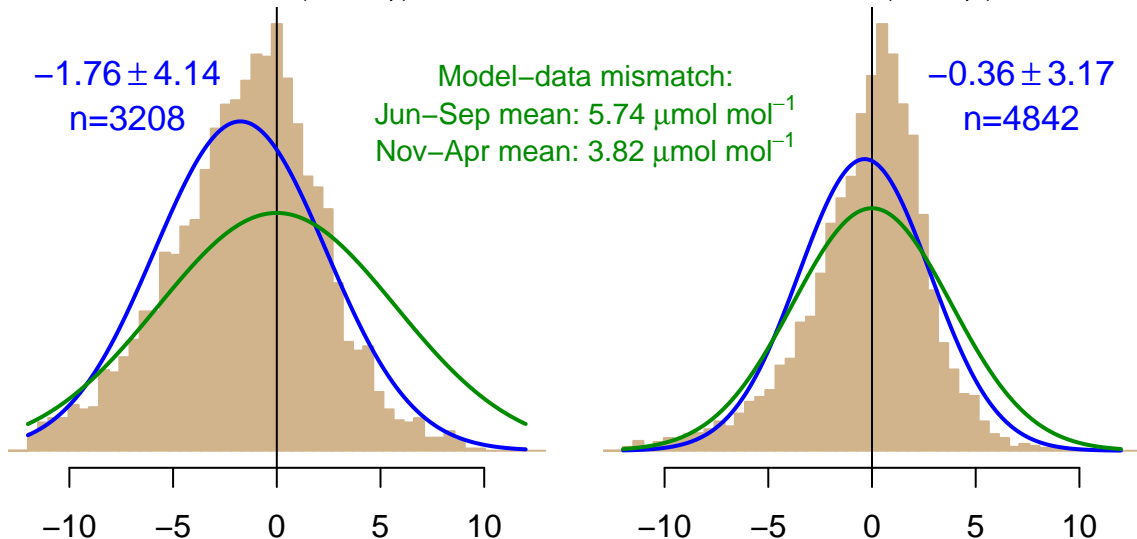 −1.76 ± 4.14
n=3208
Model−data mismatch:
Jun−Sep mean: 5.74 μmol mol⁻¹
Nov−Apr mean: 3.82 μmol mol⁻¹
−0.36 ± 3.17
n=4842
−10 −5 0 5 10
−10 −5 0 5 10